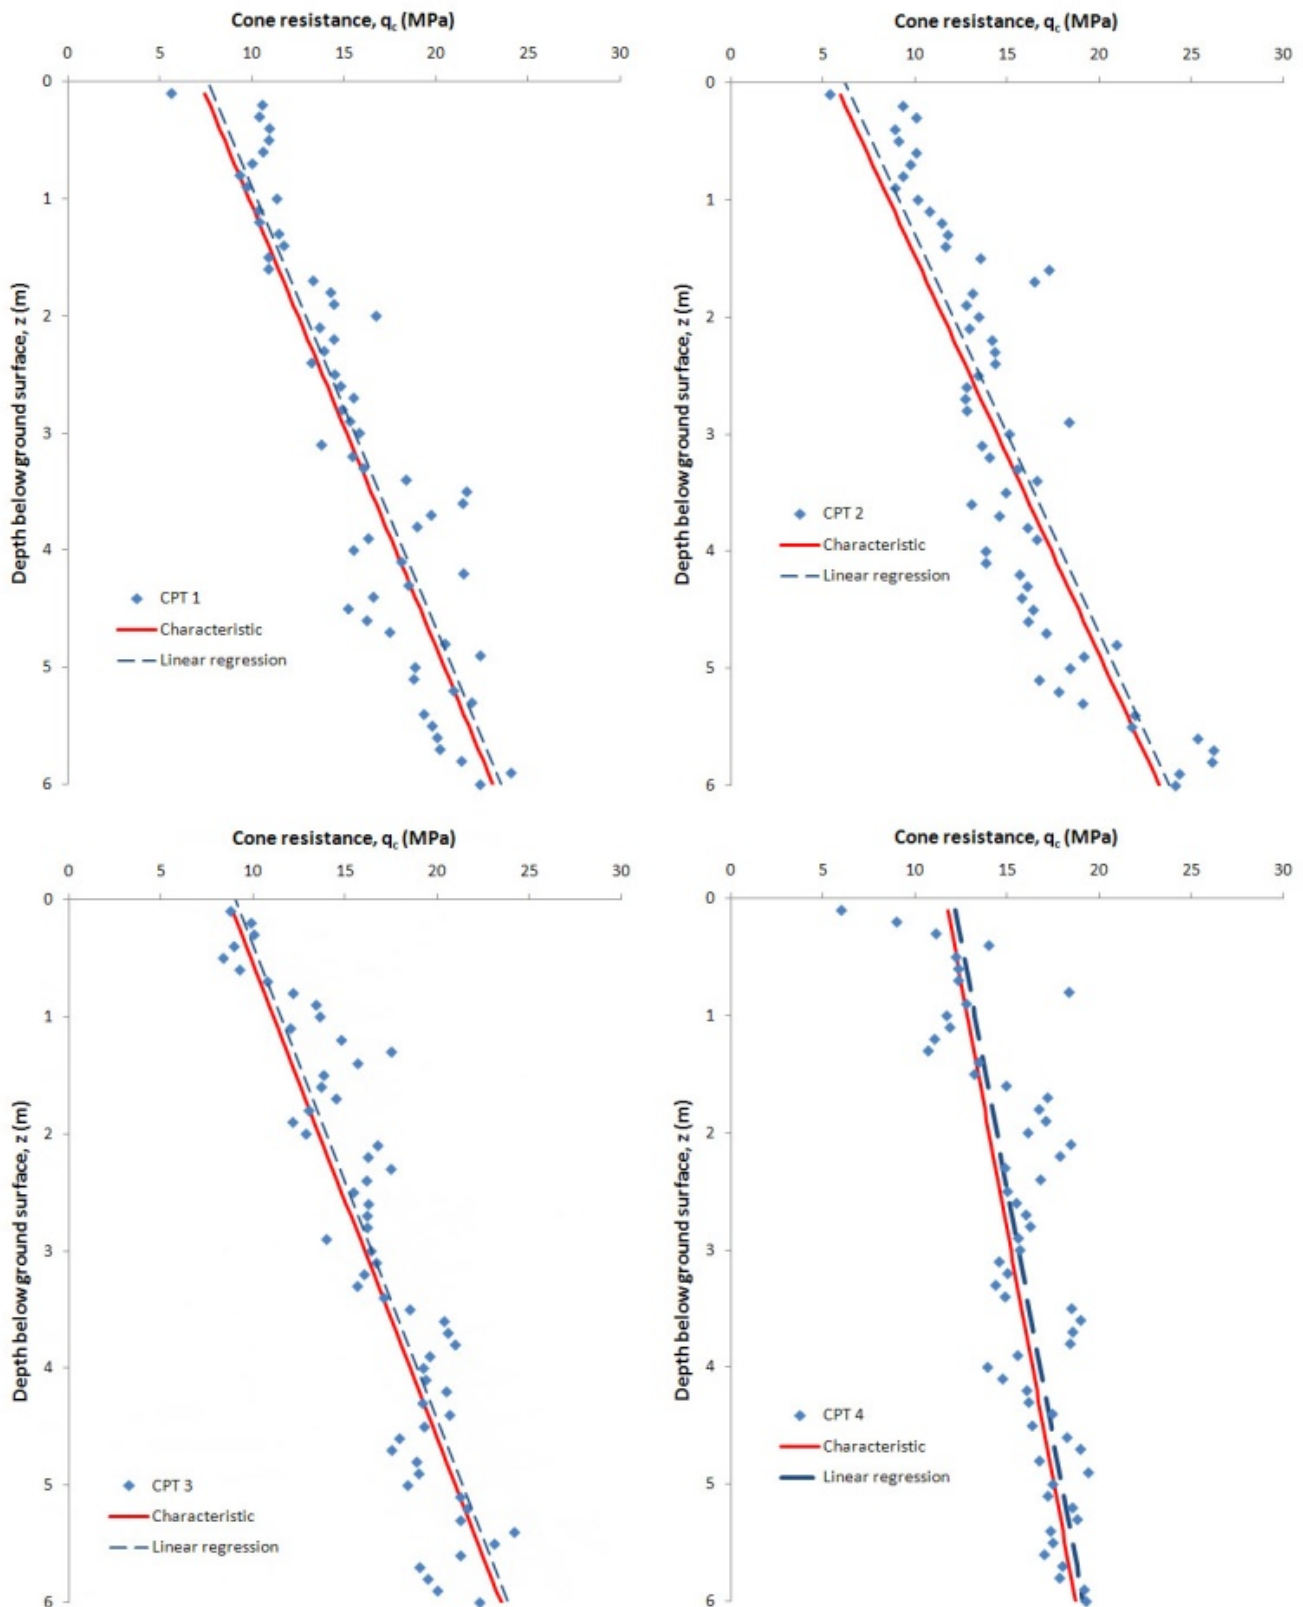 Cone resistance, qc (MPa)
0 5 10 15 20 25 30
0
1
2
3
4
5
6
Depth below ground surface, z (m)
CPT 1
Characteristic
Linear regression
Cone resistance, qc (MPa)
0 5 10 15 20 25 30
0
1
2
3
4
5
6
Depth below ground surface, z (m)
CPT 2
Characteristic
Linear regression
Cone resistance, qc (MPa)
0 5 10 15 20 25 30
0
1
2
3
4
5
6
Depth below ground surface, z (m)
CPT 3
Characteristic
Linear regression
Cone resistance, qc (MPa)
0 5 10 15 20 25 30
0
1
2
3
4
5
6
Depth below ground surface, z (m)
CPT 4
Characteristic
Linear regression